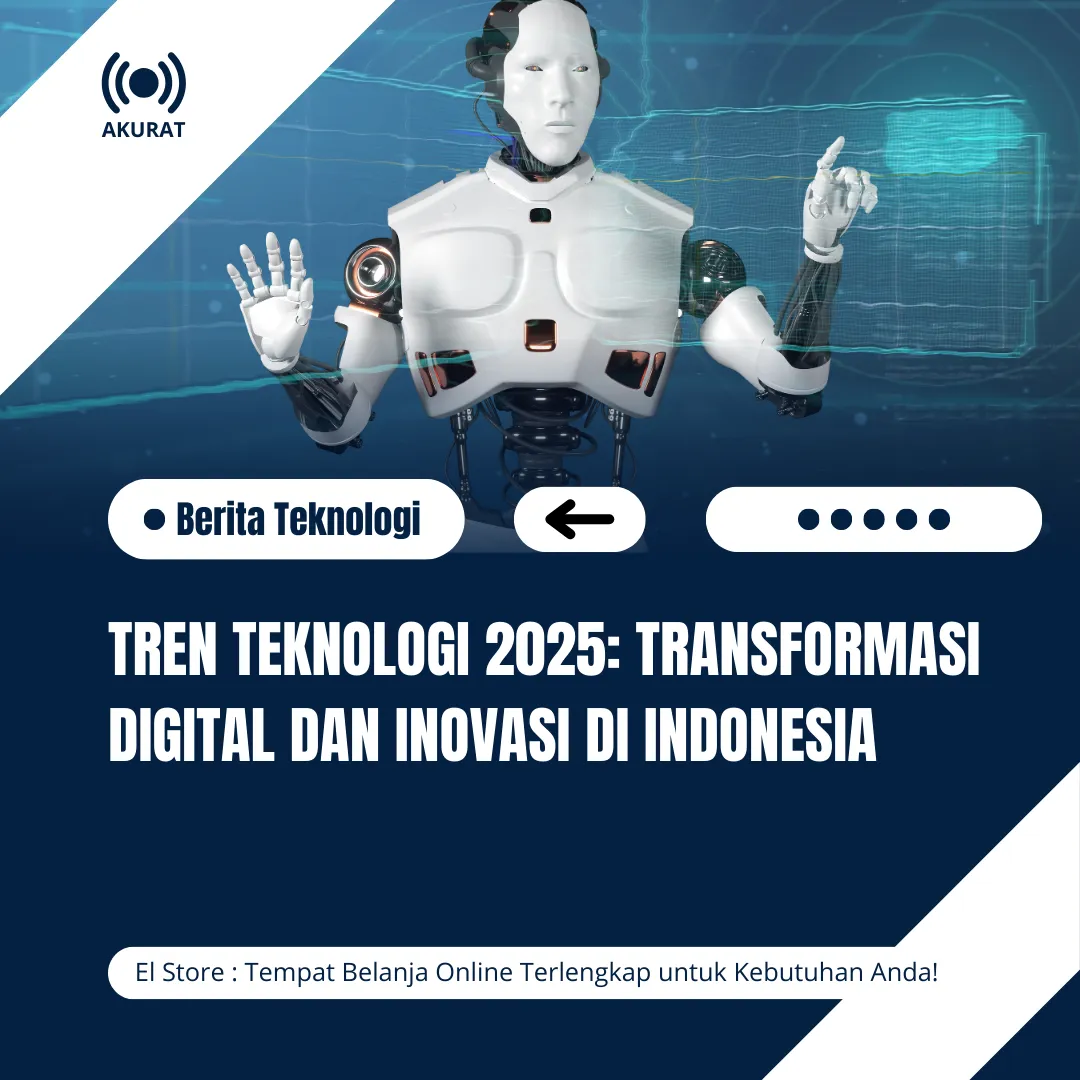 AKURAT
Berita Teknologi
TREN TEKNOLOGI 2025: TRANSFORMASI
DIGITAL DAN INOVASI DI INDONESIA
El Store : Tempat Belanja Online Terlengkap untuk Kebutuhan Anda!